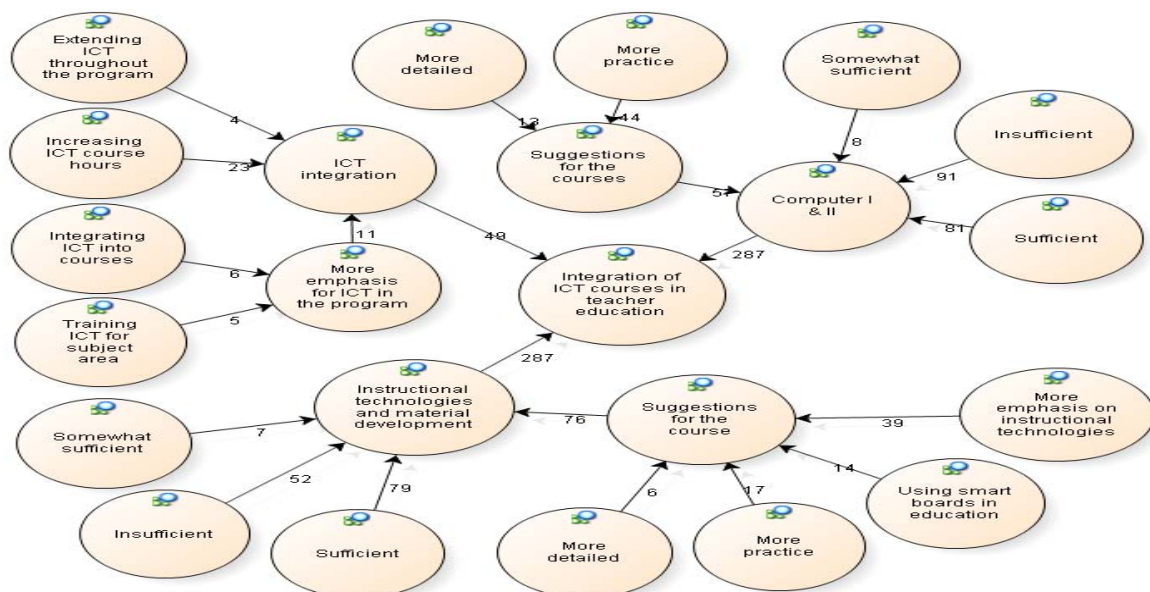 Extending
ICT
throughout
the program
More
detailed
More
practice
Somewhat
sufficient
Increasing
ICT course
hours
4
23
ICT
integration
13
44
Suggestions
for the
courses
57
8
Insufficient
91
Computer I
& II
81
Sufficient
Integrating
ICT into
courses
6
11
More
emphasis
for ICT in
the program
49
287
Integration of
ICT courses in
teacher
education
Training
ICT for
subject
area
5
287
Instructional
technologies
and material
development
76
Suggestions
for the
course
39
More
emphasis on
instructional
technologies
Somewhat
sufficient
7
52
79
6
17
14
Using smart
boards in
education
Insufficient
Sufficient
More
detailed
More
practice